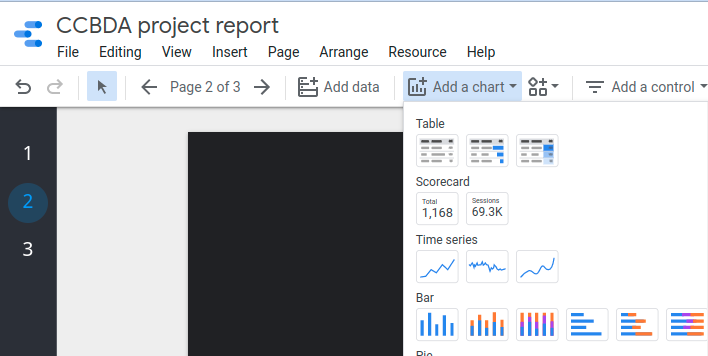 CCBDA project report
File Editing View Insert Page Arrange Resource Help
Page 2 of 3 Add data Add a chart Add a control
1
2
3
Table
Scorecard
Total
1,168
Sessions
69.3K
Time series
Bar
Pie